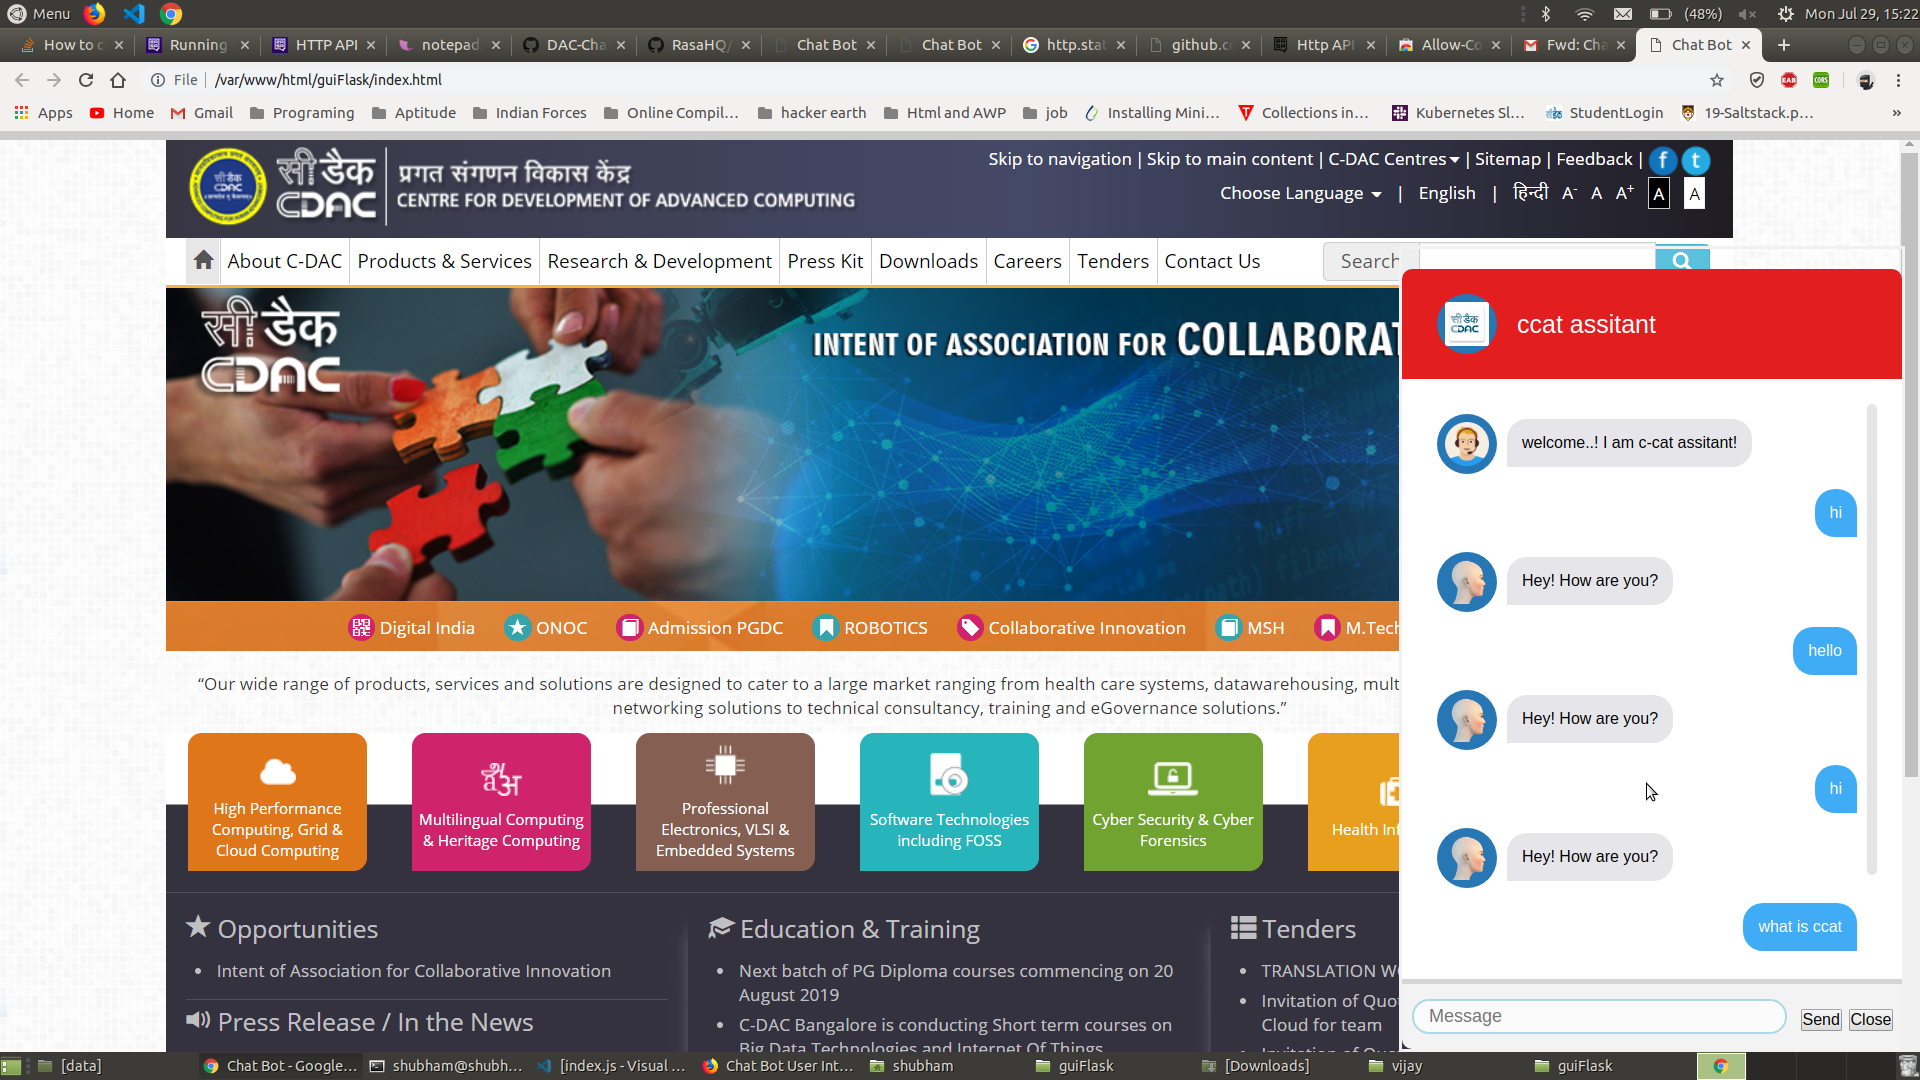 Menu (48%) Mon Jul 29, 15:22
How to c Running HTTP API notepad. DAC-Cha RasaHQ/ Chat Bot Chat Bot http.stat github.c Http API Allow-Co Fwd: Cha Chat Bot
File /var/www/html/guiFlask/index.html EAB CORS
Apps Home Gmail Programing Aptitude Indian Forces Online Compil... hacker earth Html and AWP job Installing Mini... Collections in... Kubernetes Sl... StudentLogin 19-Saltstack.p... »
सी डैक
CDAC
प्रगत संगणन विकास केंद्र
CENTRE FOR DEVELOPMENT OF ADVANCED COMPUTING
Skip to navigation | Skip to main content | C-DAC Centres | Sitemap | Feedback | f t
Choose Language | English | हिन्दी A- A A+ A A
About C-DAC Products & Services Research & Development Press Kit Downloads Careers Tenders Contact Us Search
सी डैक
CDAC
INTENT OF ASSOCIATION FOR COLLABORAT
Digital India ONOC Admission PGDC ROBOTICS Collaborative Innovation MSH M.Tech
“Our wide range of products, services and solutions are designed to cater to a large market ranging from health care systems, datawarehousing, mult
networking solutions to technical consultancy, training and eGovernance solutions.”
High Performance
Computing, Grid &
Cloud Computing
Multilingual Computing
& Heritage Computing
Professional
Electronics, VLSI &
Embedded Systems
Software Technologies
including FOSS
Cyber Security & Cyber
Forensics
Health Inf
Opportunities
Intent of Association for Collaborative Innovation
Press Release / In the News
Education & Training
Next batch of PG Diploma courses commencing on 20
August 2019
C-DAC Bangalore is conducting Short term courses on
Big Data Technologies and Internet Of Things
Tenders
TRANSLATION WO
Invitation of Quot
Cloud for team
सी डैक
CDAC
ccat assitant
welcome..! I am c-cat assitant!
hi
Hey! How are you?
hello
Hey! How are you?
hi
Hey! How are you?
what is ccat
Message Send Close
[data] Chat Bot - Google... shubham@shubh... [index.js - Visual ... Chat Bot User Int... shubham guiFlask [Downloads] vijay guiFlask